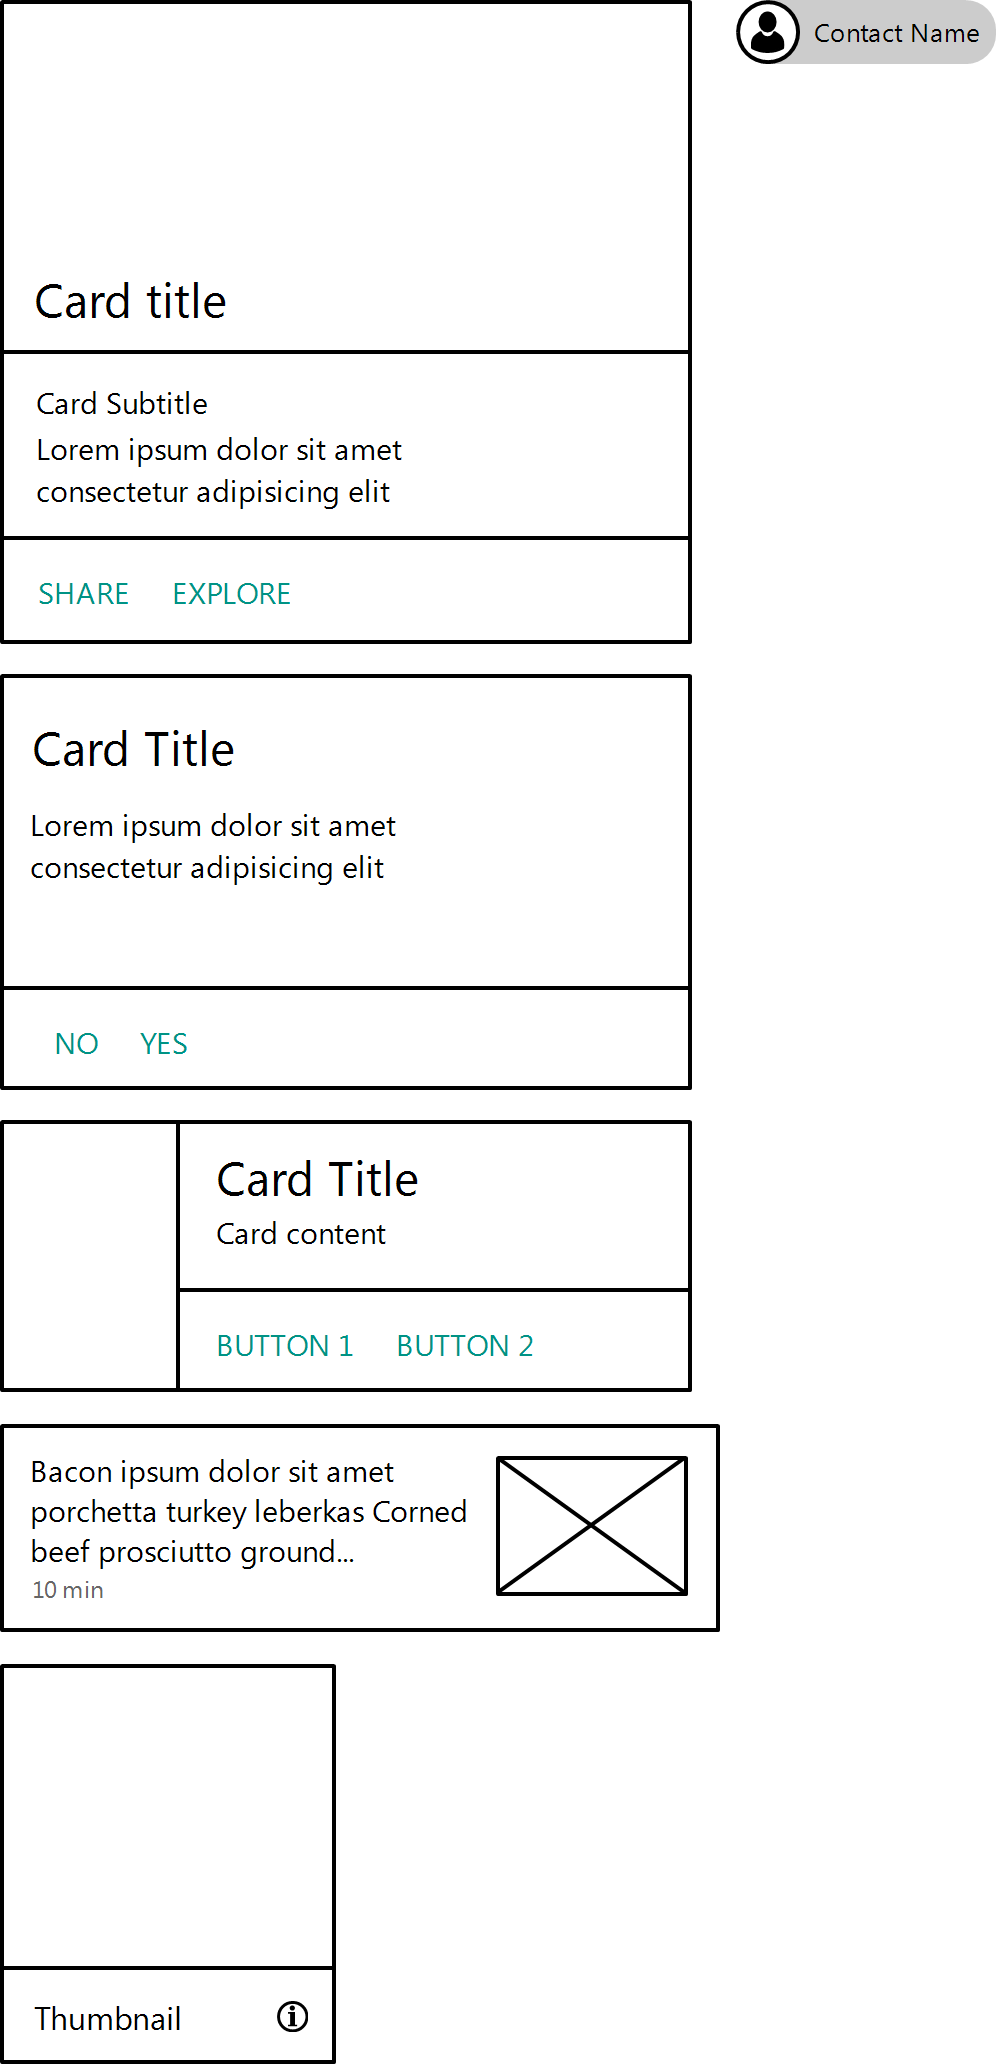 Contact Name
Card title
Card Subtitle
Lorem ipsum dolor sit amet
consectetur adipisicing elit
SHARE EXPLORE
Card Title
Lorem ipsum dolor sit amet
consectetur adipisicing elit
NO YES
Card Title
Card content
BUTTON 1 BUTTON 2
Bacon ipsum dolor sit amet
porchetta turkey leberkas Corned
beef prosciutto ground...
10 min
Thumbnail